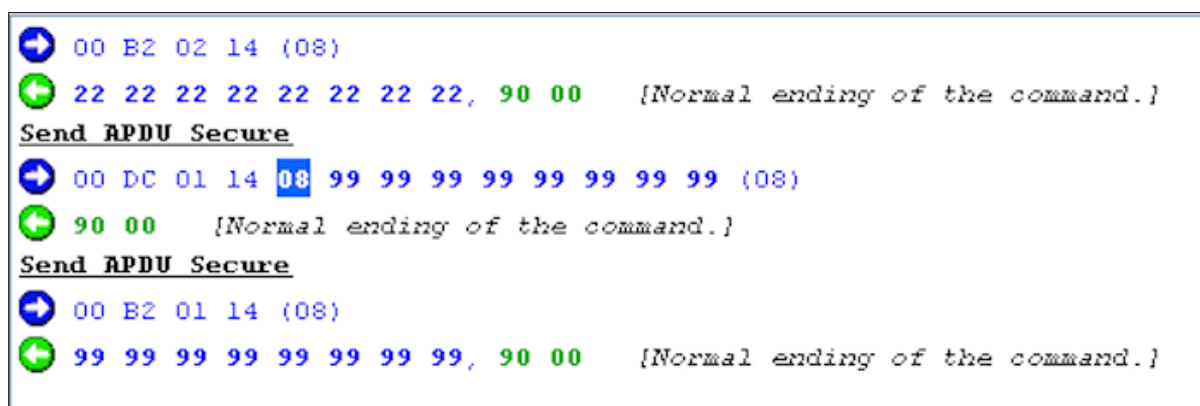 00 B2 02 14 (08)
22 22 22 22 22 22 22 22, 90 00 [Normal ending of the command.]
Send APDU Secure
00 DC 01 14 08 99 99 99 99 99 99 99 99 (08)
90 00 [Normal ending of the command.]
Send APDU Secure
00 B2 01 14 (08)
99 99 99 99 99 99 99 99, 90 00 [Normal ending of the command.]